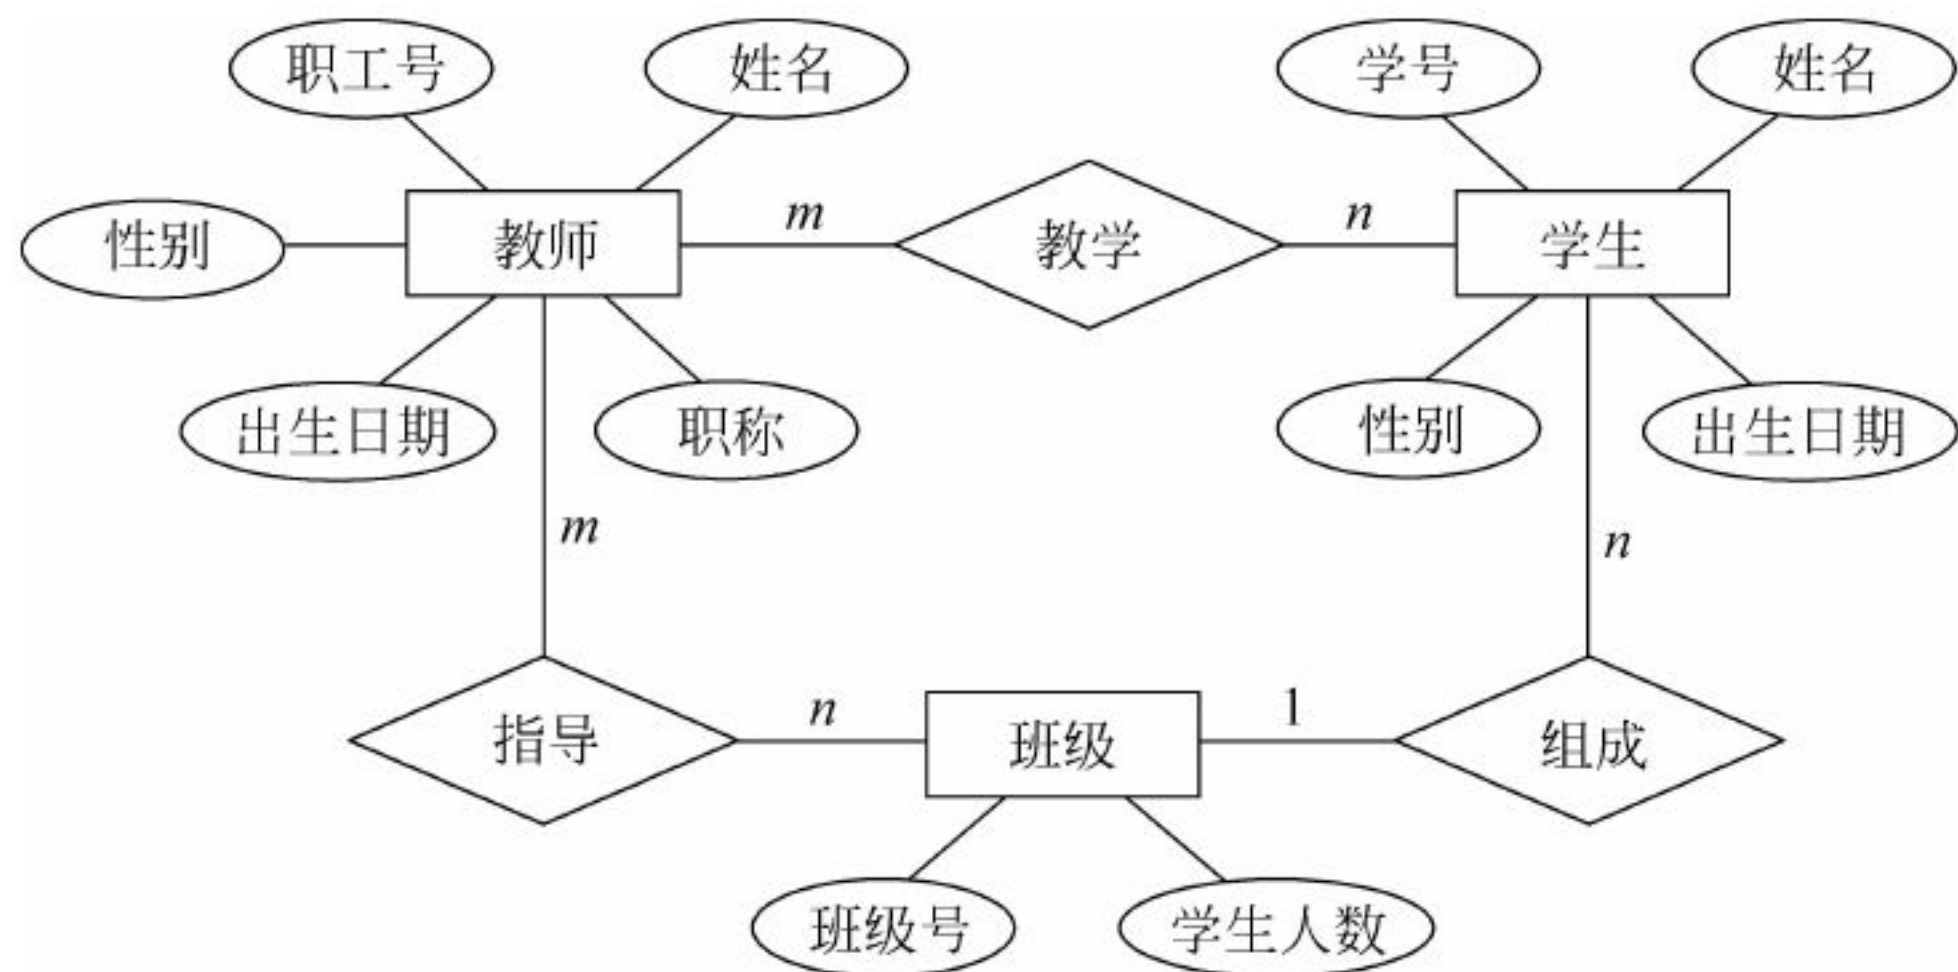 职工号 姓名 学号 姓名
m n
性别 教师 教学 学生
出生日期 职称 性别 出生日期
m n
n 1
指导 班级 组成
班级号 学生人数